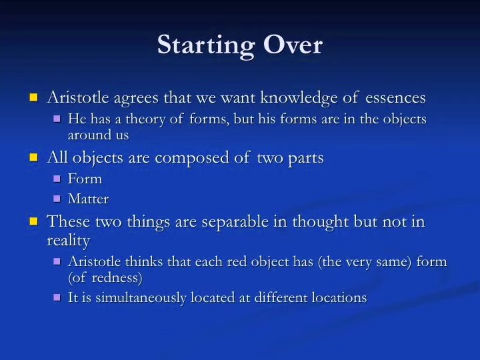 Starting Over
Aristotle agrees that we want knowledge of essences
He has a theory of forms, but his forms are in the objects
around us
All objects are composed of two parts
Form
Matter
These two things are separable in thought but not in
reality
Aristotle thinks that each red object has (the very same) form
(of redness)
It is simultaneously located at different locations